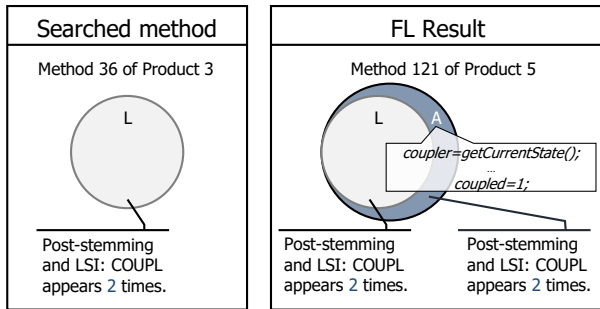 Searched method
Method 36 of Product 3
L
Post-stemming
and LSI: COUPL
appears 2 times.
FL Result
Method 121 of Product 5
L
A
coupler=getCurrentState();
...
coupled=1;
Post-stemming
and LSI: COUPL
appears 2 times.
Post-stemming
and LSI: COUPL
appears 2 times.